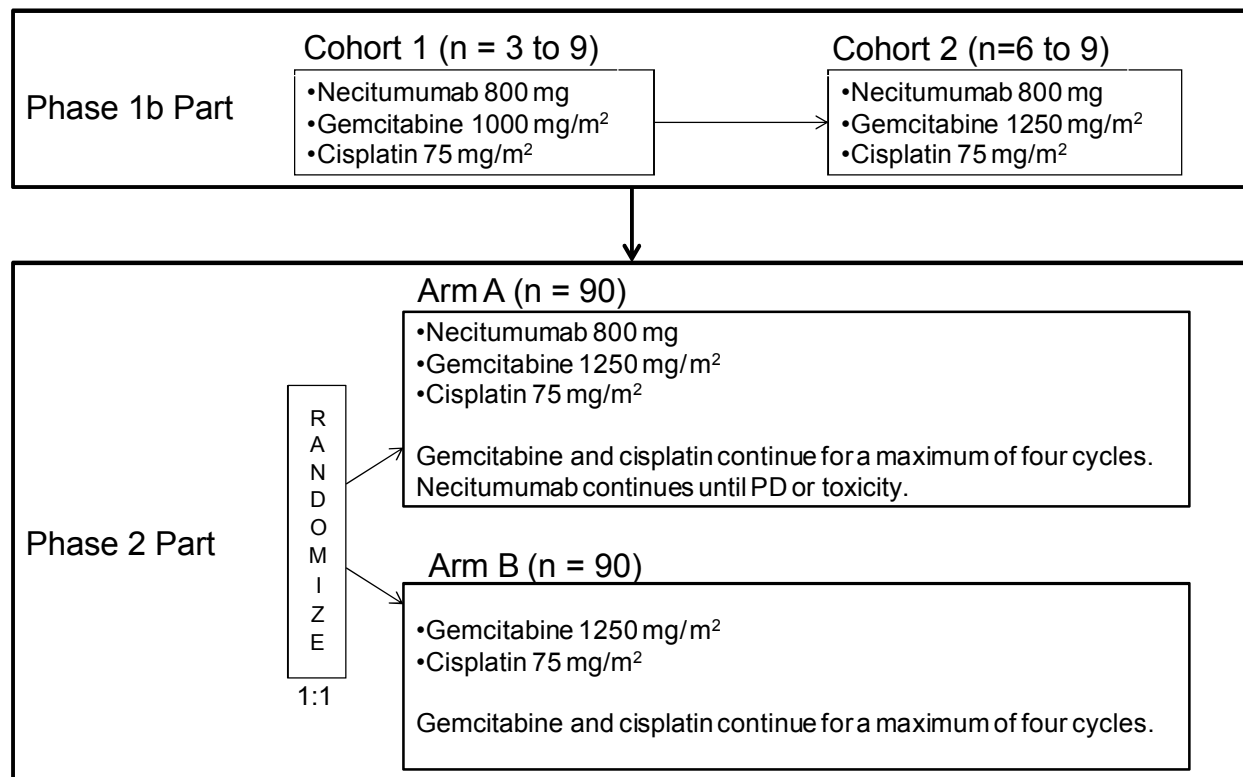 Phase 1b Part
Cohort 1 (n = 3 to 9)
•Necitumumab 800 mg
•Gemcitabine 1000 mg/m²
•Cisplatin 75 mg/m²
Cohort 2 (n=6 to 9)
•Necitumumab 800 mg
•Gemcitabine 1250 mg/m²
•Cisplatin 75 mg/m²
Phase 2 Part
RANDOMIZE
1:1
Arm A (n = 90)
•Necitumumab 800 mg
•Gemcitabine 1250 mg/m²
•Cisplatin 75 mg/m²
Gemcitabine and cisplatin continue for a maximum of four cycles.
Necitumumab continues until PD or toxicity.
Arm B (n = 90)
•Gemcitabine 1250 mg/m²
•Cisplatin 75 mg/m²
Gemcitabine and cisplatin continue for a maximum of four cycles.